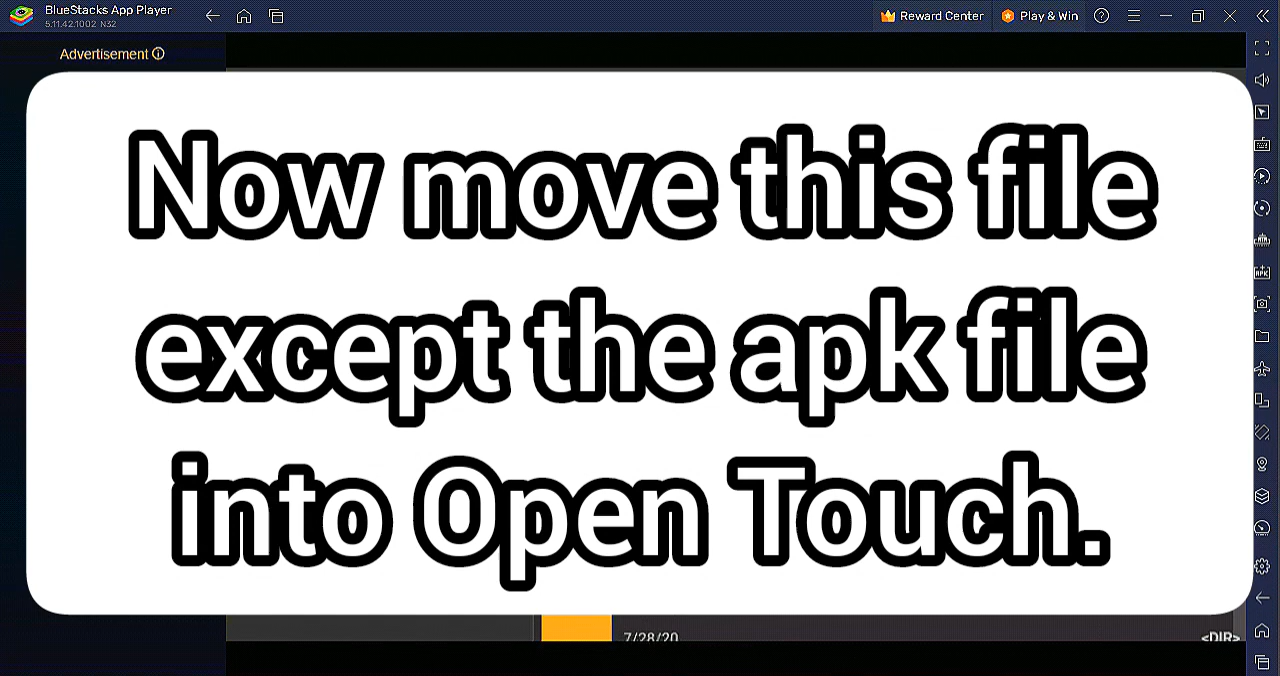 BlueStacks App Player
5.11.42.1002 N32
Reward Center
Play & Win
Advertisement
Now move this file
except the apk file
into Open Touch.
7/28/20
<DIR>